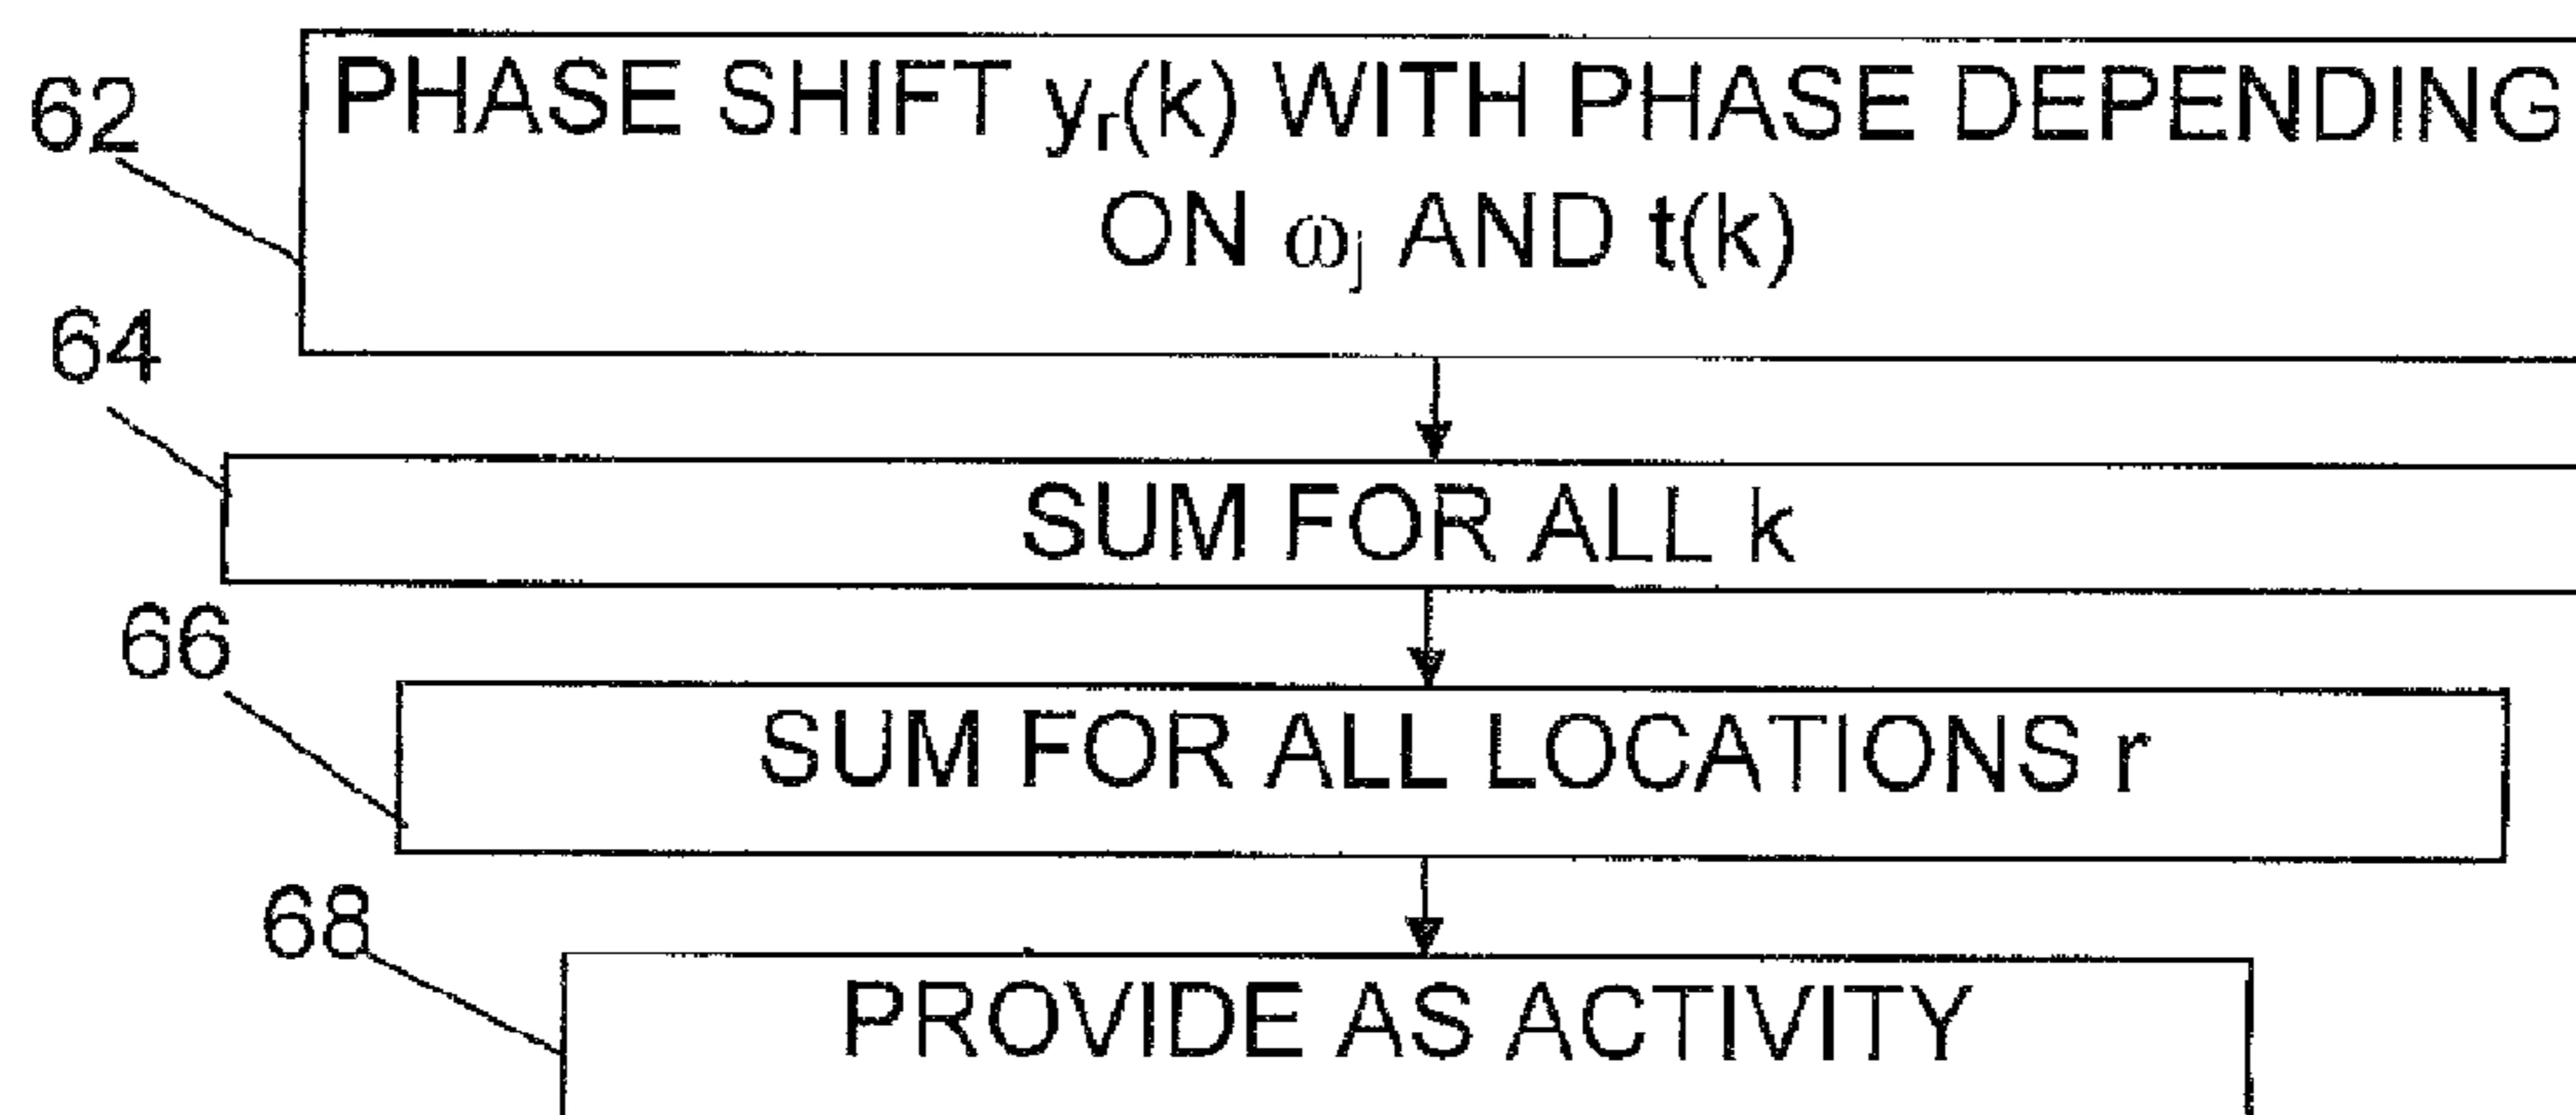 62
PHASE SHIFT yᵣ(k) WITH PHASE DEPENDING
ON ωⱼ AND t(k)
64
SUM FOR ALL k
66
SUM FOR ALL LOCATIONS r
68
PROVIDE AS ACTIVITY